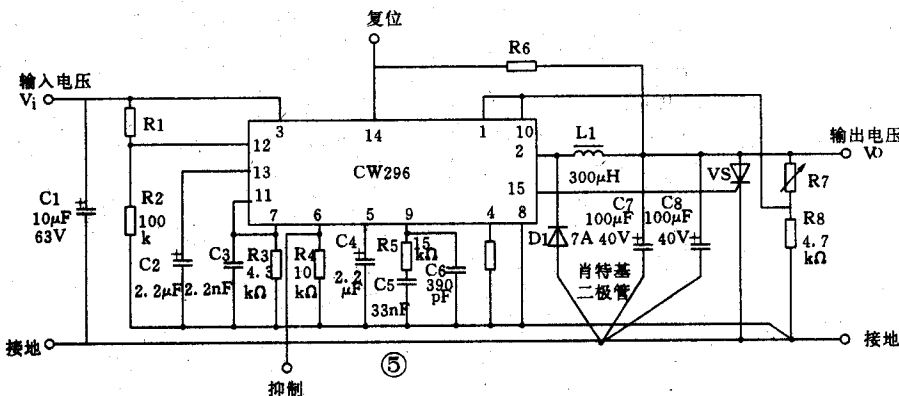 复位
R6
输入电压
Vi
R1
3
14
1
10
L1
输出电压
VO
12
2
CW296
13
300μH
VS
R7
C1
10μF
63V
R2
100
k
11
15
C7
100μF
40V
C8
100μF
40V
7
6
5
9
4
8
D1
7A
R8
4.7
kΩ
C2
2.2μF
C3
2.2nF
R3
4.3
kΩ
R4
10
kΩ
C4
2.2
μF
R5
15
kΩ
C5
33nF
C6
390
pF
肖特基
二极管
接地
接地
抑制
⑤